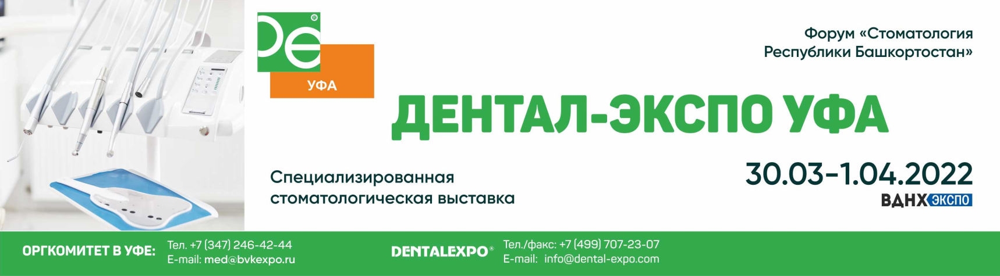 De®
УФА
Форум «Стоматология
Республики Башкортостан»
ДЕНТАЛ-ЭКСПО УФА
Специализированная
стоматологическая выставка
30.03-1.04.2022
ВДНХ ЭКСПО
ОРГКОМИТЕТ В УФЕ:
Тел. +7 (347) 246-42-44
E-mail: med@bvkexpo.ru
DENTALEXPO®
Тел./факс: +7 (499) 707-23-07
E-mail: info@dental-expo.com